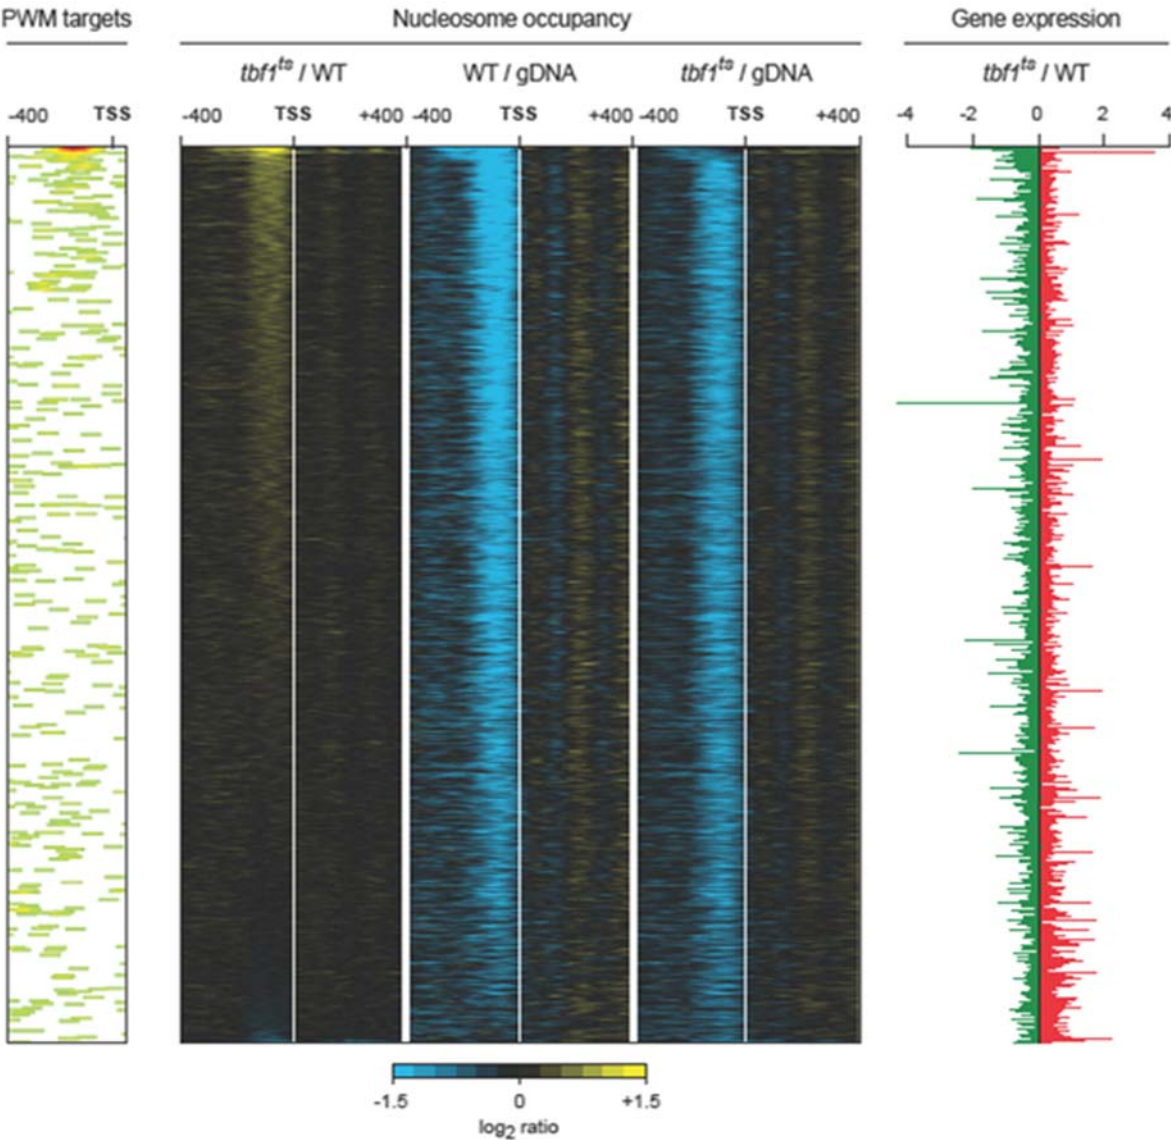 PWM targets Nucleosome occupancy Gene expression
tbf1ts / WT WT / gDNA tbf1ts / gDNA tbf1ts / WT
-400 TSS -400 TSS +400 -400 TSS +400 -400 TSS +400 -4 -2 0 2 4
-1.5 0 +1.5
log2 ratio